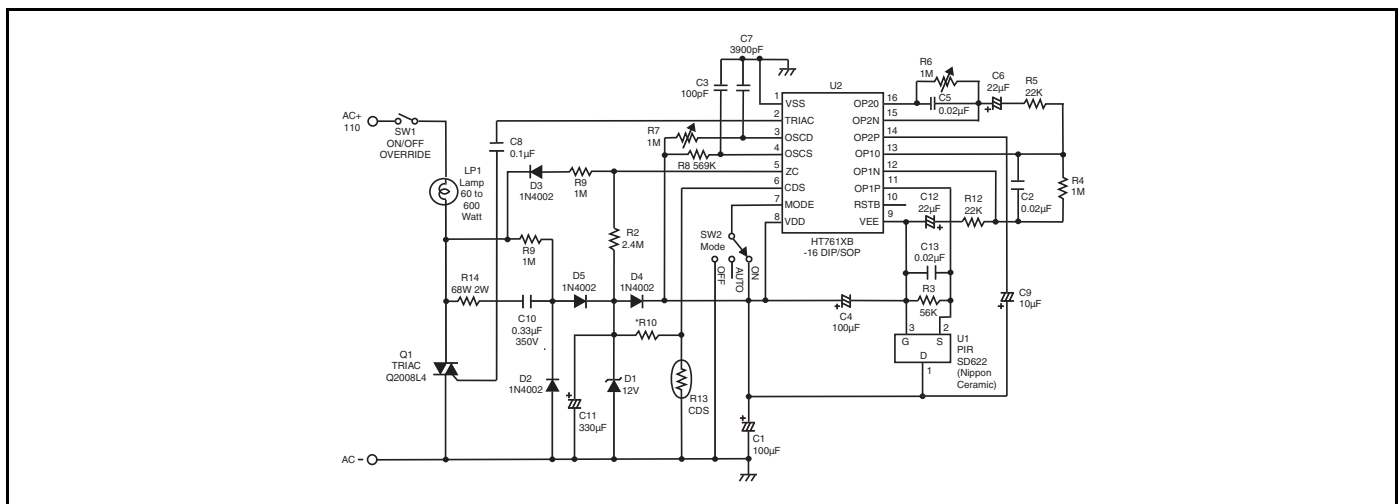 C7
3900pF
C3
100pF
R6
1M
C5
0.02µF
C6
22µF
R5
22K
U2
1
2
3
4
5
6
7
8
VSS
TRIAC
OSCD
OSCS
ZC
CDS
MODE
VDD
OP20
OP2N
OP2P
OP10
OP1N
OP1P
RSTB
VEE
16
15
14
13
12
11
10
9
HT761XB
-16 DIP/SOP
AC+
110
SW1
ON/OFF
OVERRIDE
C8
0.1µF
R7
1M
R8 569K
LP1
Lamp
60 to
600
Watt
D3
1N4002
R9
1M
R2
2.4M
R9
1M
SW2
Mode
OFF
AUTO
ON
C12
22µF
R12
22K
C2
0.02µF
R4
1M
C13
0.02µF
R3
56K
R14
68W 2W
C10
0.33µF
350V
D5
1N4002
D4
1N4002
*R10
C4
100µF
C9
10µF
3
2
G
S
D
1
U1
PIR
SD622
(Nippon
Ceramic)
Q1
TRIAC
Q2008L4
D2
1N4002
C11
330µF
D1
12V
R13
CDS
C1
100µF
AC -